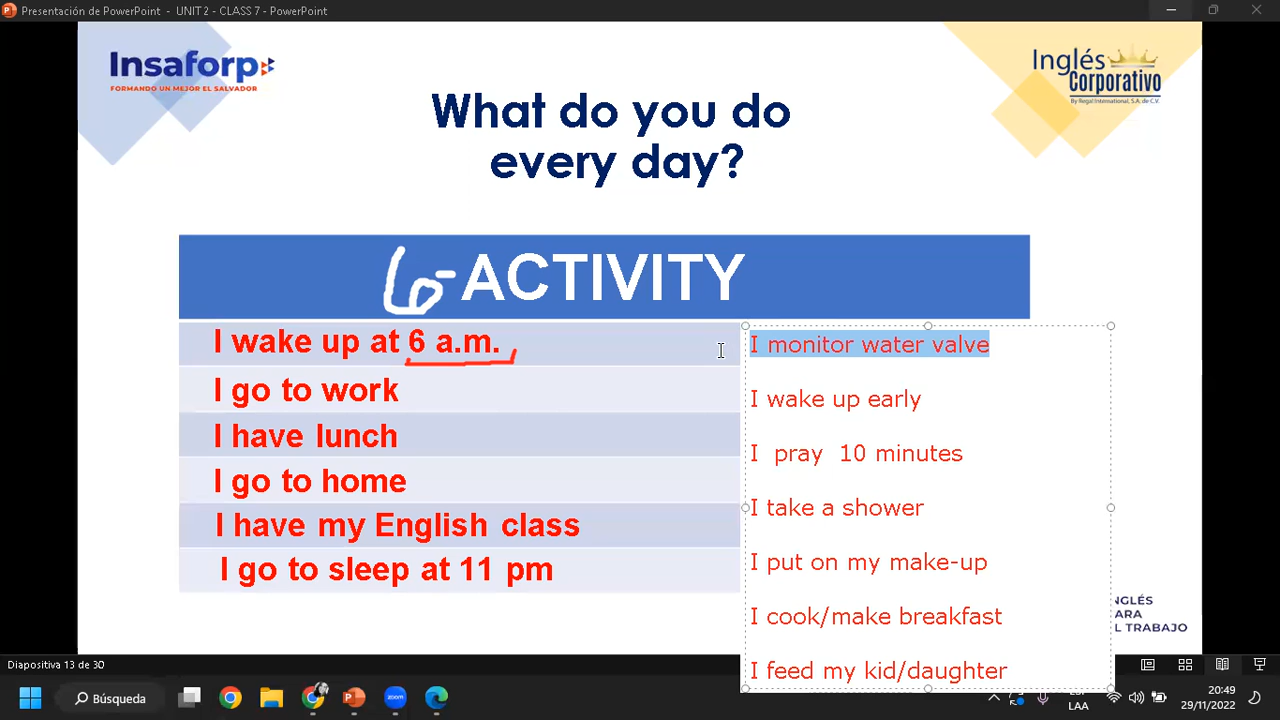 Presentación de PowerPoint - UNIT 2 - CLASS 7 - PowerPoint
Insaforp
FORMANDO UN MEJOR EL SALVADOR
Inglés
Corporativo
By Regal International, S.A. de C.V.
What do you do
every day?
6- ACTIVITY
I wake up at 6 a.m.
I go to work
I have lunch
I go to home
I have my English class
I go to sleep at 11 pm
I monitor water valve
I wake up early
I pray 10 minutes
I take a shower
I put on my make-up
I cook/make breakfast
I feed my kid/daughter
NGLÉS
ARA
L TRABAJO
Diapositiva 13 de 30
Búsqueda
zoom
ESP
LAA
20:49
29/11/2022